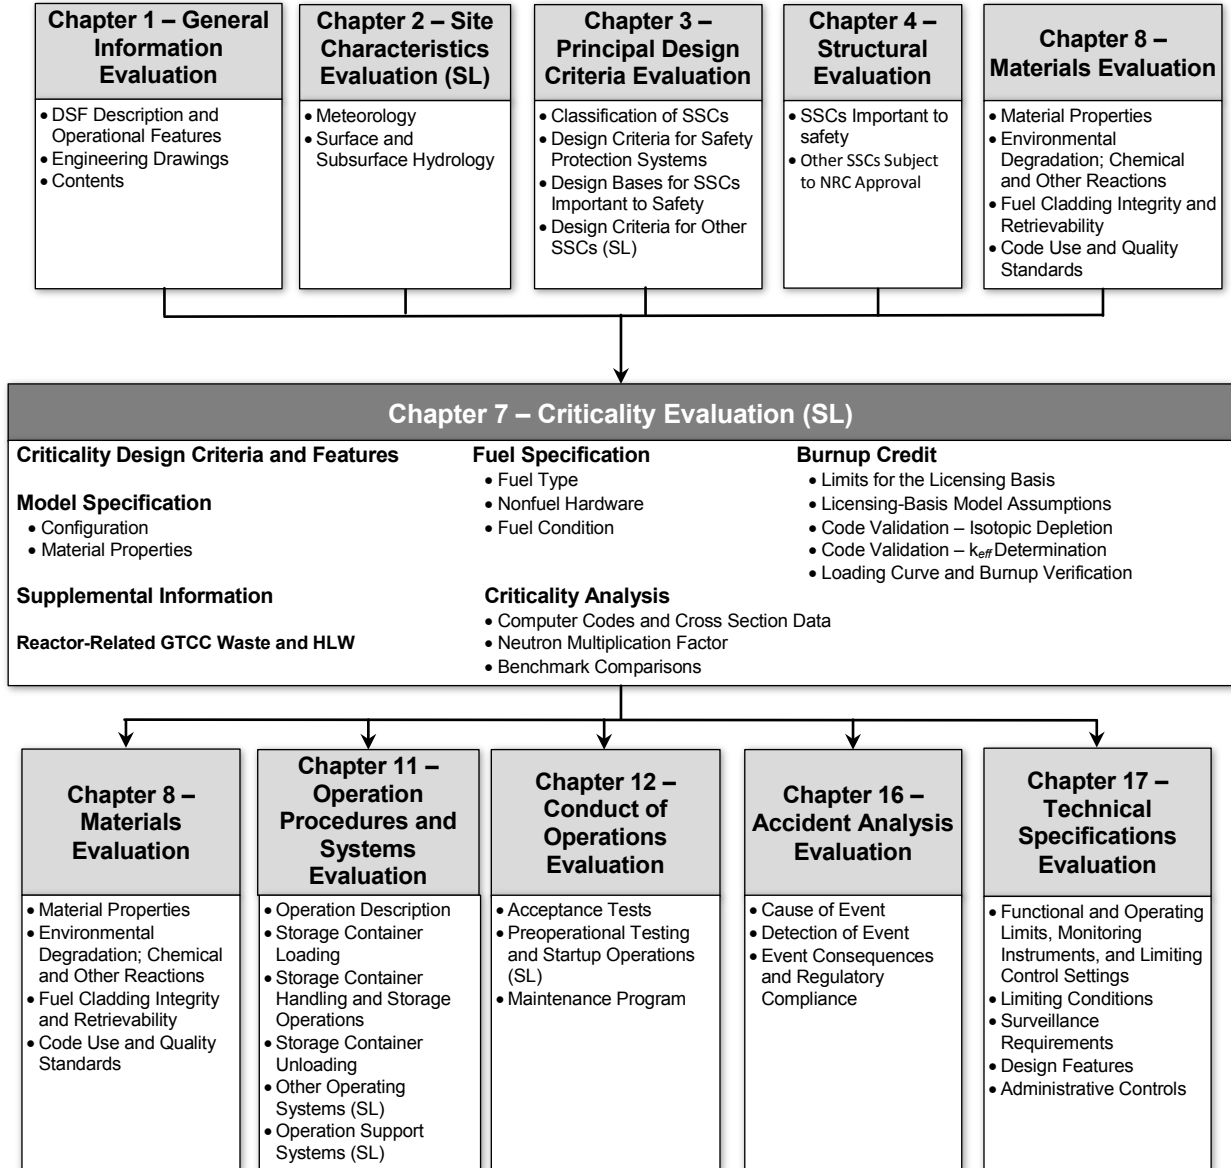 Chapter 1 – General
Information
Evaluation
• DSF Description and
Operational Features
• Engineering Drawings
• Contents
Chapter 2 – Site
Characteristics
Evaluation (SL)
• Meteorology
• Surface and
Subsurface Hydrology
Chapter 3 –
Principal Design
Criteria Evaluation
• Classification of SSCs
• Design Criteria for Safety
Protection Systems
• Design Bases for SSCs
Important to Safety
• Design Criteria for Other
SSCs (SL)
Chapter 4 –
Structural
Evaluation
• SSCs Important to
safety
• Other SSCs Subject
to NRC Approval
Chapter 8 –
Materials Evaluation
• Material Properties
• Environmental
Degradation; Chemical
and Other Reactions
• Fuel Cladding Integrity and
Retrievability
• Code Use and Quality
Standards
Chapter 7 – Criticality Evaluation (SL)
Criticality Design Criteria and Features
Model Specification
• Configuration
• Material Properties
Supplemental Information
Reactor-Related GTCC Waste and HLW
Fuel Specification
• Fuel Type
• Nonfuel Hardware
• Fuel Condition
Criticality Analysis
• Computer Codes and Cross Section Data
• Neutron Multiplication Factor
• Benchmark Comparisons
Burnup Credit
• Limits for the Licensing Basis
• Licensing-Basis Model Assumptions
• Code Validation – Isotopic Depletion
• Code Validation – keff Determination
• Loading Curve and Burnup Verification
Chapter 8 –
Materials
Evaluation
• Material Properties
• Environmental
Degradation; Chemical
and Other Reactions
• Fuel Cladding Integrity
and Retrievability
• Code Use and Quality
Standards
Chapter 11 –
Operation
Procedures and
Systems
Evaluation
• Operation Description
• Storage Container
Loading
• Storage Container
Handling and Storage
Operations
• Storage Container
Unloading
• Other Operating
Systems (SL)
• Operation Support
Systems (SL)
Chapter 12 –
Conduct of
Operations
Evaluation
• Acceptance Tests
• Preoperational Testing
and Startup Operations
(SL)
• Maintenance Program
Chapter 16 –
Accident Analysis
Evaluation
• Cause of Event
• Detection of Event
• Event Consequences
and Regulatory
Compliance
Chapter 17 –
Technical
Specifications
Evaluation
• Functional and Operating
Limits, Monitoring
Instruments, and Limiting
Control Settings
• Limiting Conditions
• Surveillance
Requirements
• Design Features
• Administrative Controls